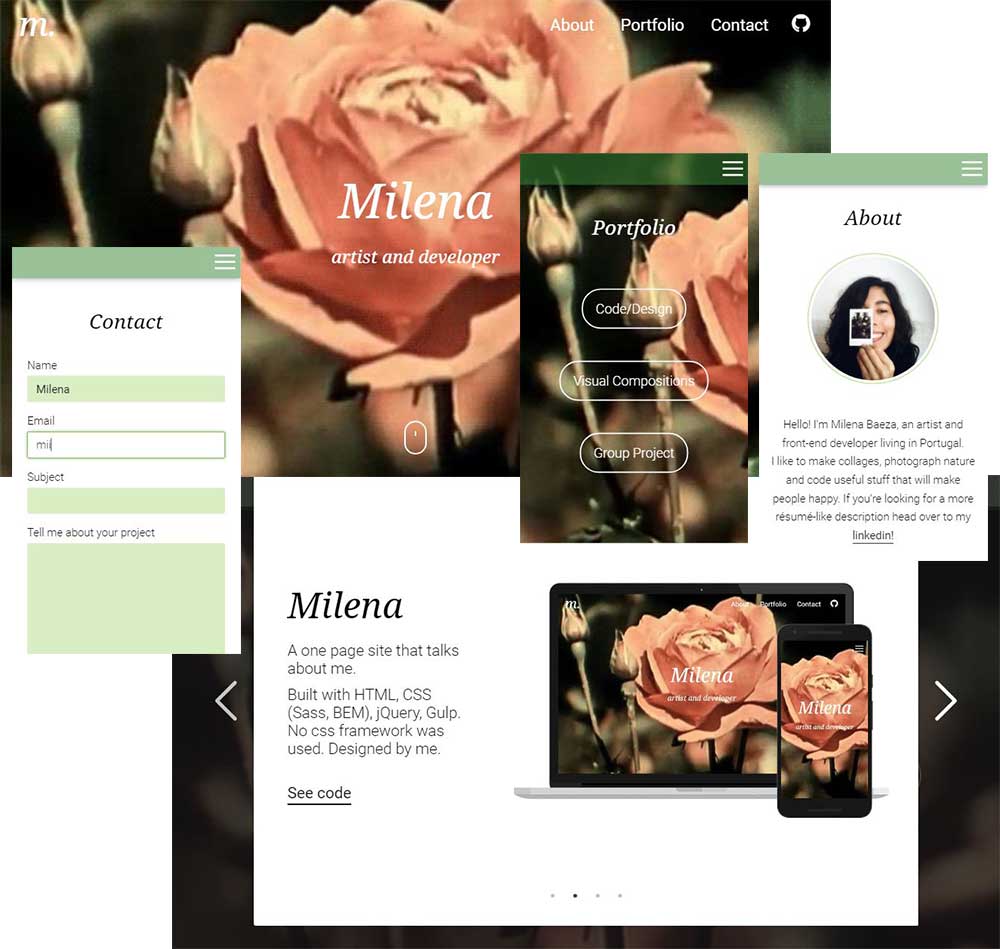 m.
About
Portfolio
Contact
Milena
artist and developer
Contact
Name
Milena
Email
mil
Subject
Tell me about your project
Portfolio
Code/Design
Visual Compositions
Group Project
About
Hello! I'm Milena Baeza, an artist and
front-end developer living in Portugal.
I like to make collages, photograph nature
and code useful stuff that will make
people happy. If you're looking for a more
résumé-like description head over to my
linkedin!
Milena
A one page site that talks
about me.
Built with HTML, CSS
(Sass, BEM), jQuery, Gulp.
No css framework was
used. Designed by me.
See code
m.
About
Portfolio
Contact
Milena
artist and developer
Milena
artist and developer